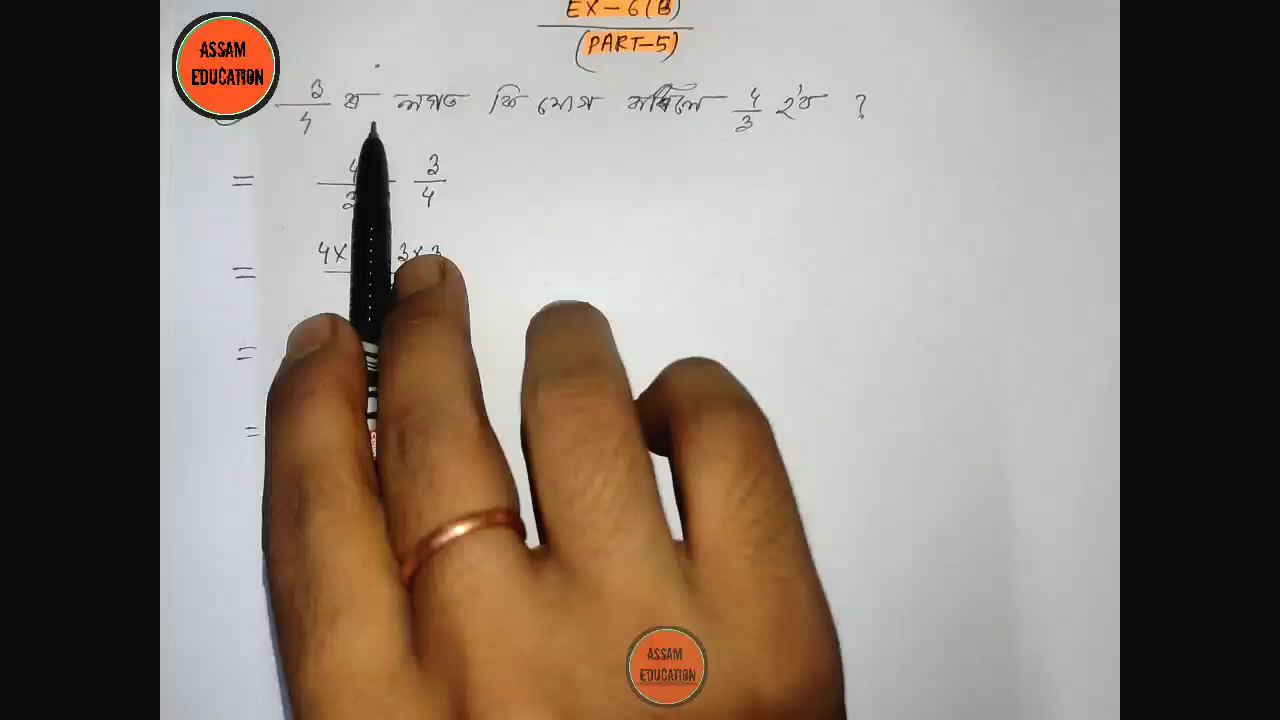 EX-6(B)
(PART-5)
ASSAM
EDUCATION
3/4 ৰ লগত কি যোগ কৰিলে 4/3 হ'ব ?
= 4/3 3/4
= 4× 3×3
=
=
ASSAM
EDUCATION